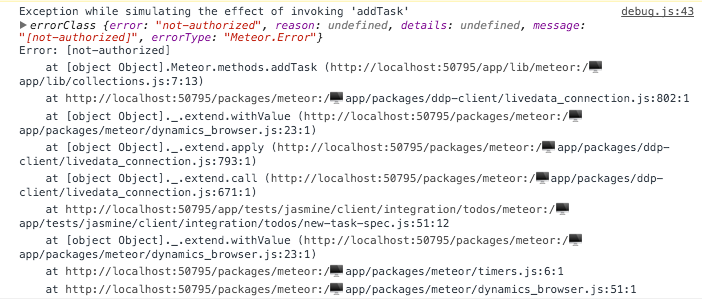 Exception while simulating the effect of invoking 'addTask' debug.js:43
▶errorClass {error: "not-authorized", reason: undefined, details: undefined, message:
"[not-authorized]", errorType: "Meteor.Error"}
Error: [not-authorized]
at [object Object].Meteor.methods.addTask (http://localhost:50795/app/lib/meteor:/💻
app/lib/collections.js:7:13)
at http://localhost:50795/packages/meteor:/💻app/packages/ddp-client/livedata_connection.js:802:1
at [object Object]._.extend.withValue (http://localhost:50795/packages/meteor:/💻
app/packages/meteor/dynamics_browser.js:23:1)
at [object Object]._.extend.apply (http://localhost:50795/packages/meteor:/💻app/packages/ddp-
client/livedata_connection.js:793:1)
at [object Object]._.extend.call (http://localhost:50795/packages/meteor:/💻app/packages/ddp-
client/livedata_connection.js:671:1)
at http://localhost:50795/app/tests/jasmine/client/integration/todos/meteor:/💻
app/tests/jasmine/client/integration/todos/new-task-spec.js:51:12
at [object Object]._.extend.withValue (http://localhost:50795/packages/meteor:/💻
app/packages/meteor/dynamics_browser.js:23:1)
at http://localhost:50795/packages/meteor:/💻app/packages/meteor/timers.js:6:1
at http://localhost:50795/packages/meteor:/💻app/packages/meteor/dynamics_browser.js:51:1